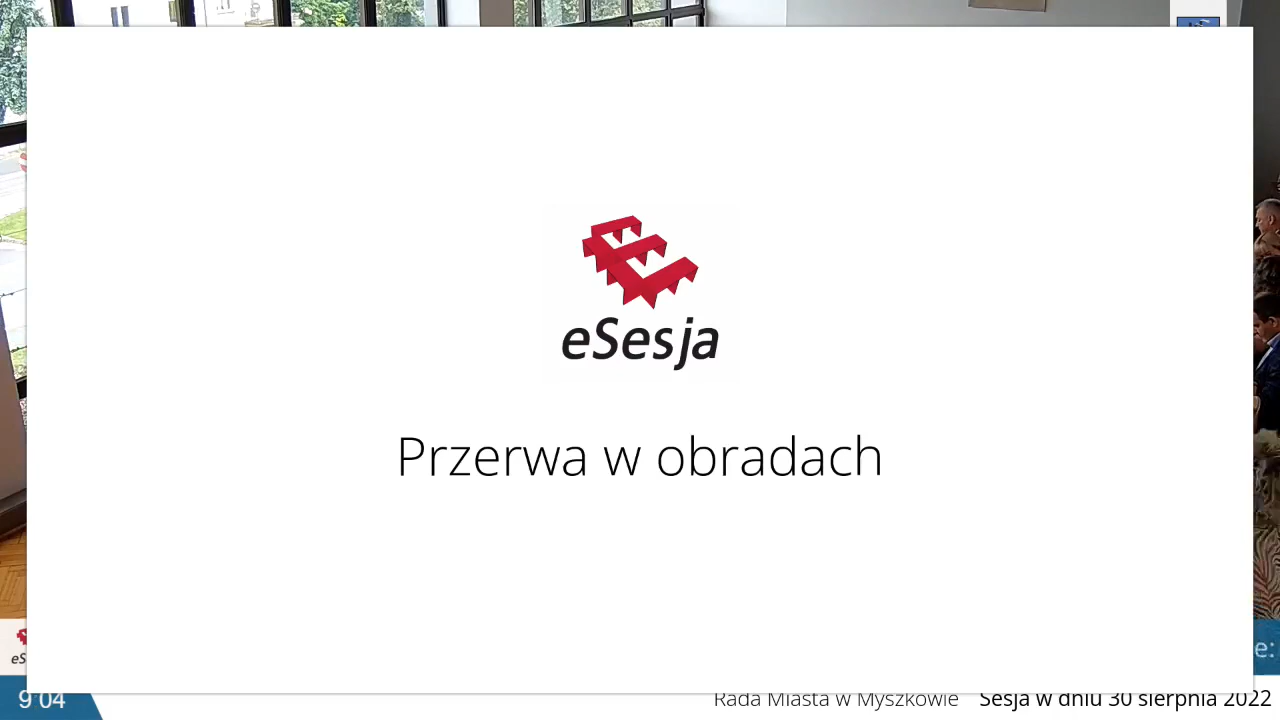 eSesja
Przerwa w obradach
e:
9:04
Rada Miasta w Myszkowie Sesja w dniu 30 sierpnia 2022